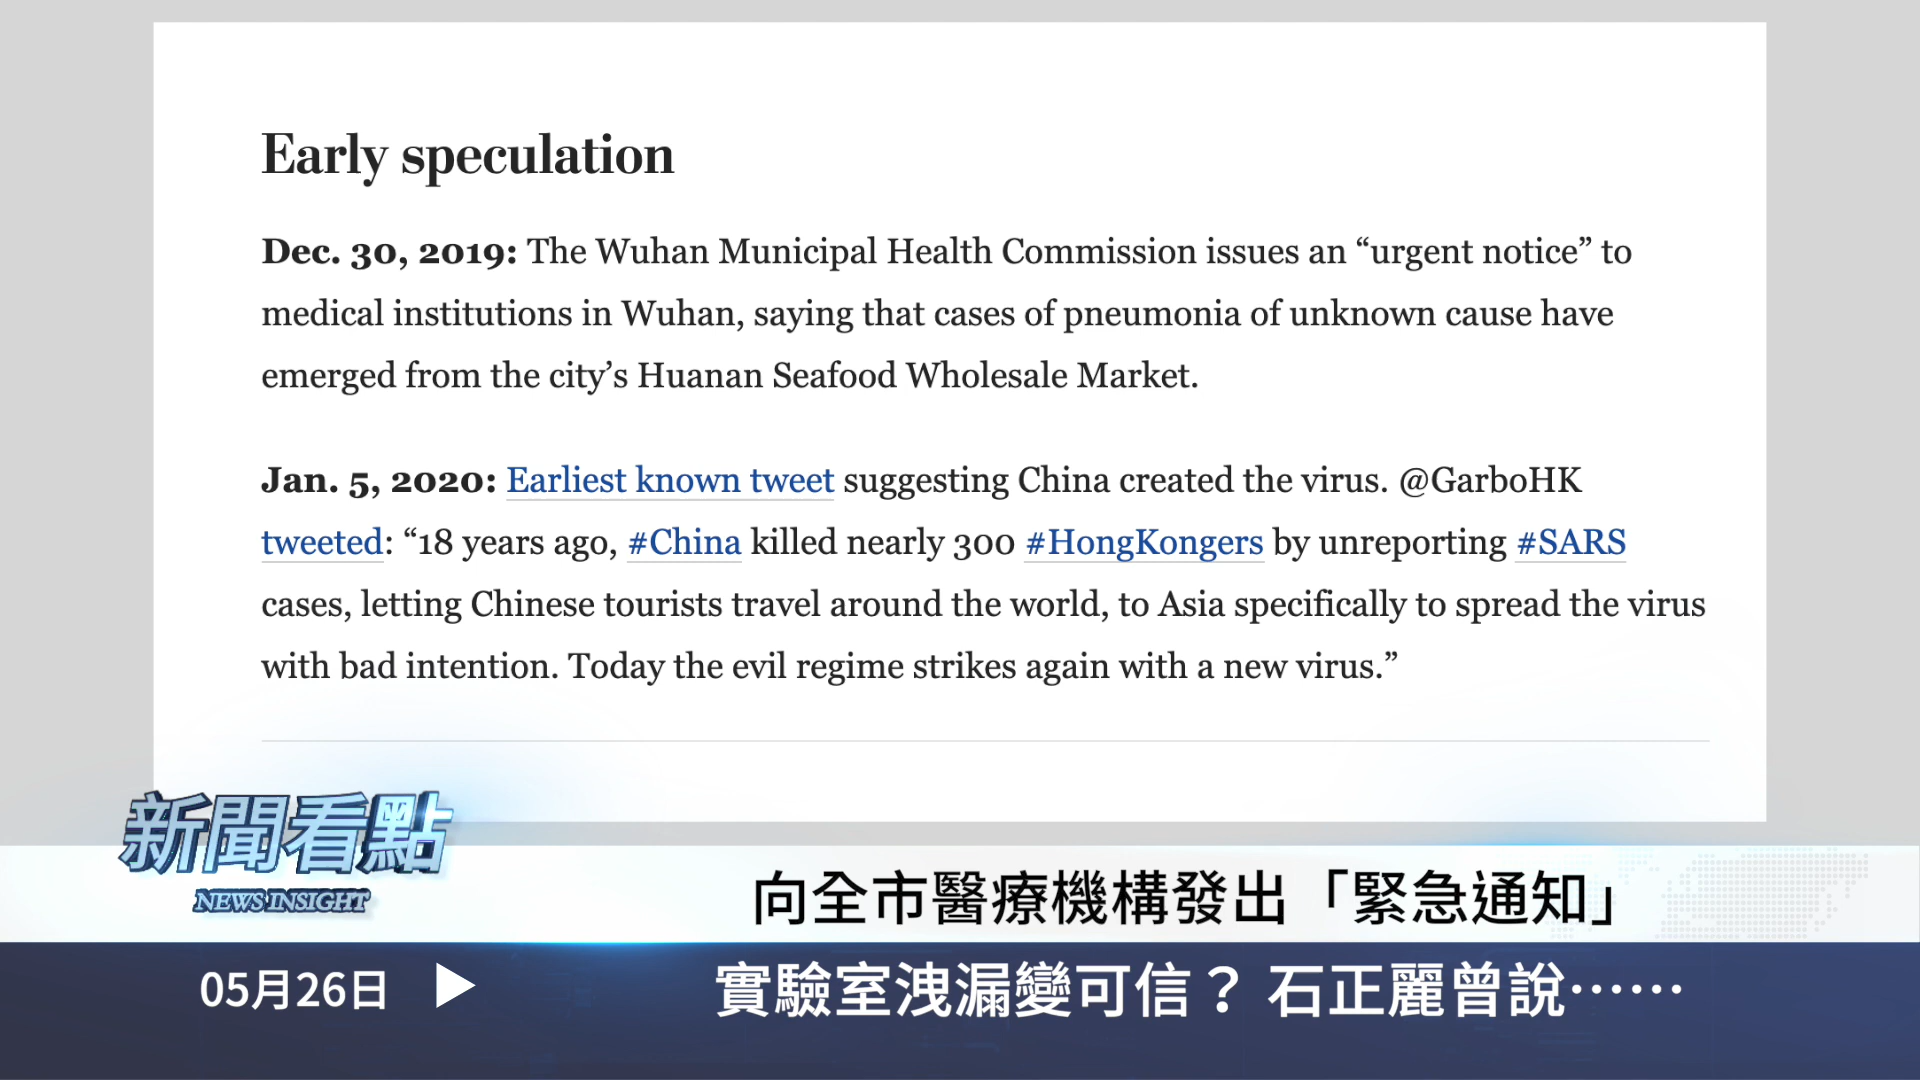 Early speculation
Dec. 30, 2019: The Wuhan Municipal Health Commission issues an “urgent notice” to
medical institutions in Wuhan, saying that cases of pneumonia of unknown cause have
emerged from the city’s Huanan Seafood Wholesale Market.
Jan. 5, 2020: Earliest known tweet suggesting China created the virus. @GarboHK
tweeted: “18 years ago, #China killed nearly 300 #HongKongers by unreporting #SARS
cases, letting Chinese tourists travel around the world, to Asia specifically to spread the virus
with bad intention. Today the evil regime strikes again with a new virus.”
新聞看點
NEWS INSIGHT
向全市醫療機構發出「緊急通知」
05月26日
實驗室洩漏變可信？ 石正麗曾說……